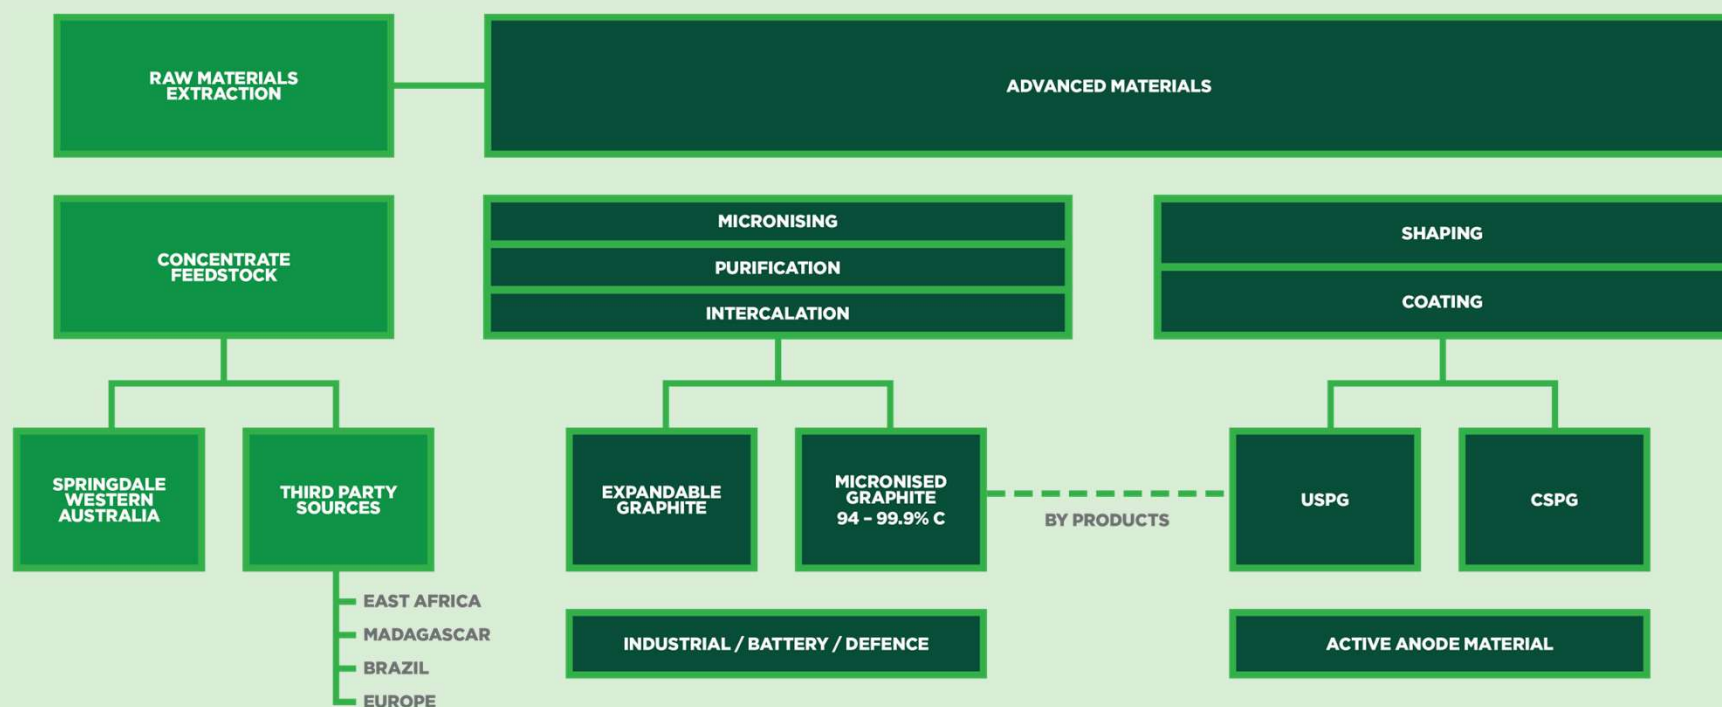 RAW MATERIALS
EXTRACTION
ADVANCED MATERIALS
CONCENTRATE
FEEDSTOCK
MICRONISING
PURIFICATION
INTERCALATION
SHAPING
COATING
SPRINGDALE
WESTERN
AUSTRALIA
THIRD PARTY
SOURCES
EXPANDABLE
GRAPHITE
MICRONISED
GRAPHITE
94 – 99.9% C
BY PRODUCTS
USPG
CSPG
EAST AFRICA
MADAGASCAR
BRAZIL
EUROPE
INDUSTRIAL / BATTERY / DEFENCE
ACTIVE ANODE MATERIAL